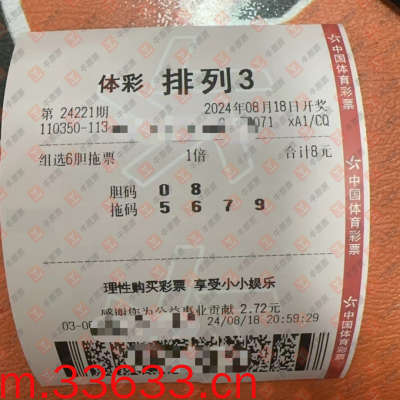 体彩 排列3
第 24221期 2024年08月18日开奖
110350-113 0071 xA1/CQ
组选6胆拖票 1倍 合计8元
胆码 0 8
拖码 5 6 7 9
理性购买彩票 享受小小娱乐
感谢您为公益事业贡献 2.72元
24/08/18 20:59:29
中国体育彩票
中国体育彩票
中国体育彩票
m.33633.cn